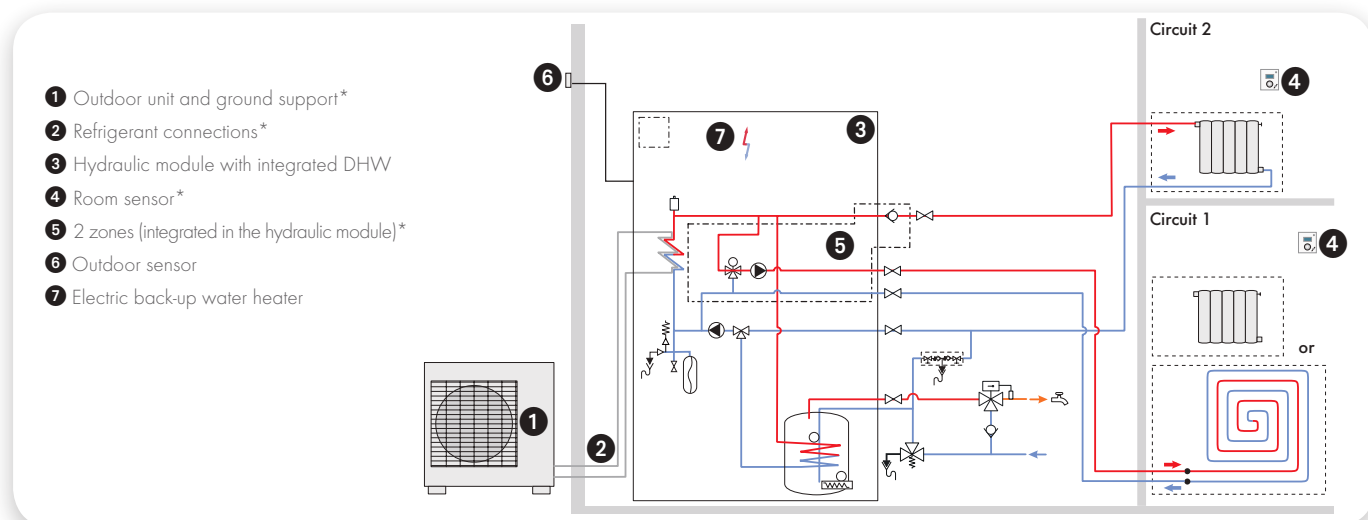 1 Outdoor unit and ground support*
2 Refrigerant connections*
3 Hydraulic module with integrated DHW
4 Room sensor*
5 2 zones (integrated in the hydraulic module)*
6 Outdoor sensor
7 Electric back-up water heater
6
7
3
5
1
2
Circuit 2
4
Circuit 1
4
or